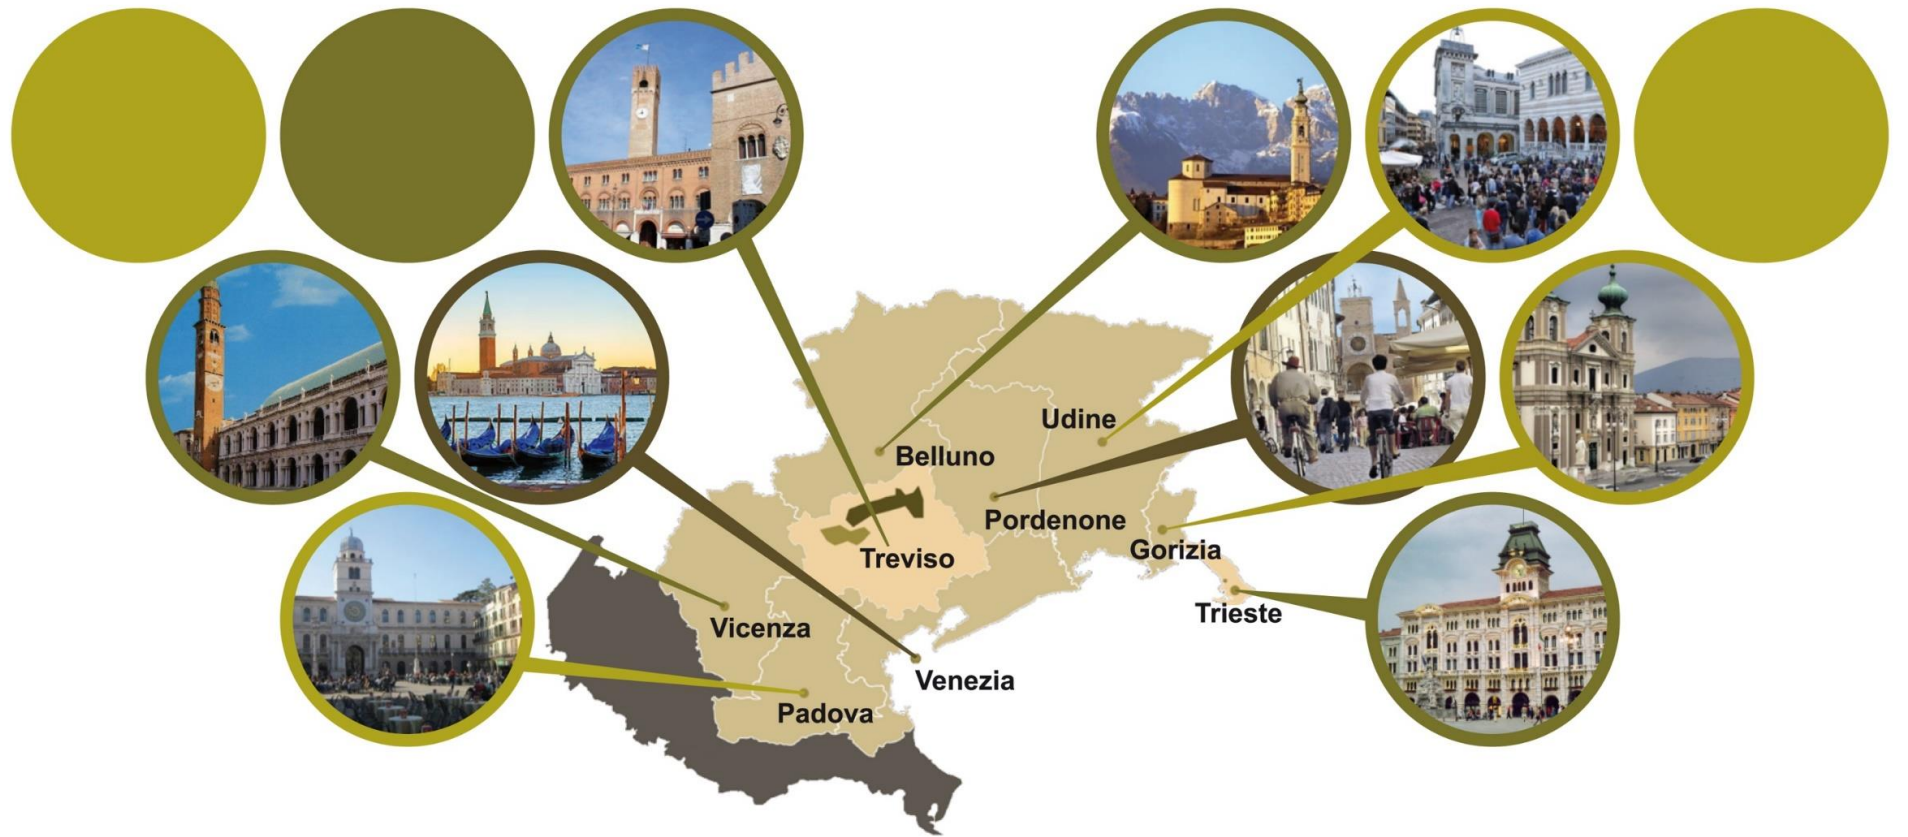 Udine
Belluno
Pordenone
Gorizia
Treviso
Trieste
Vicenza
Venezia
Padova